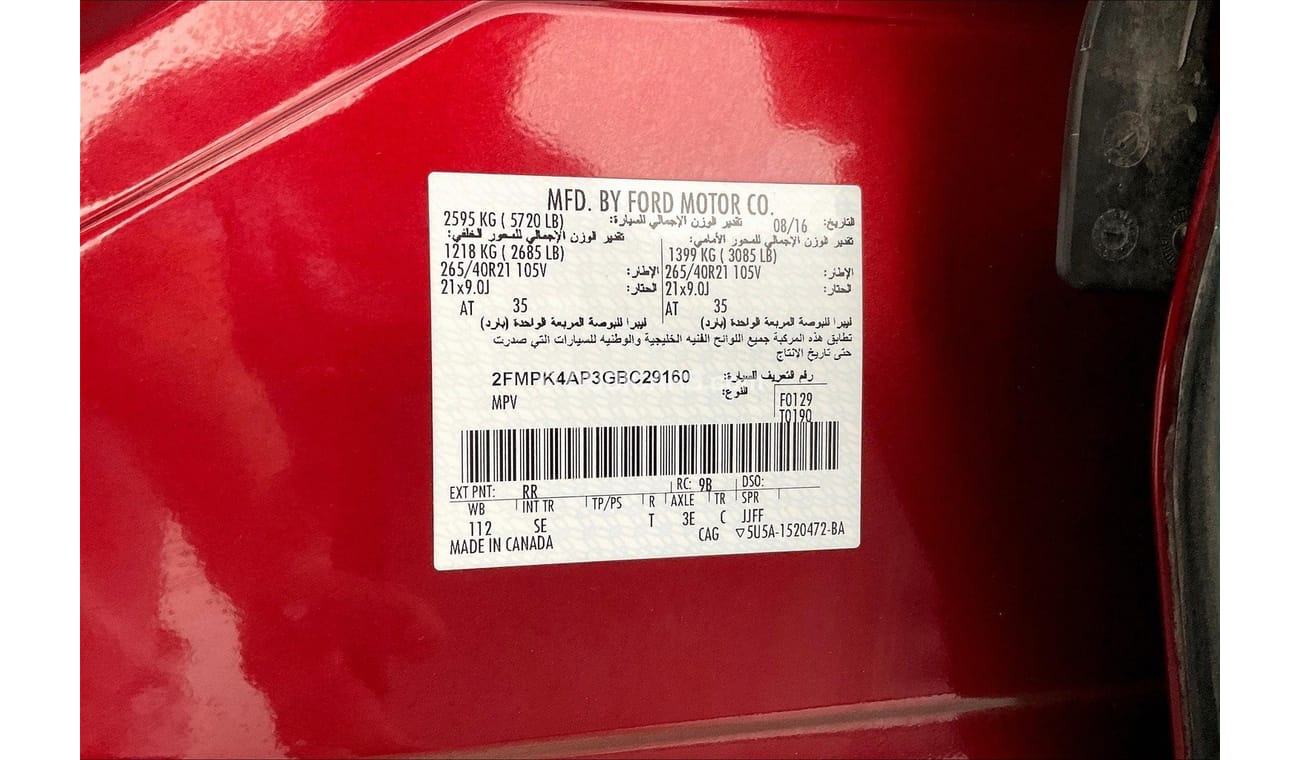 MFD. BY FORD MOTOR CO.
التاريخ: 08/16 تقدير الوزن الإجمالي للسيارة: 2595 KG ( 5720 LB)
تقدير الوزن الإجمالي للمحور الأمامي: تقدير الوزن الإجمالي للمحور الخلفي:
1218 KG ( 2685 LB) 1399 KG ( 3085 LB)
265/40R21 105V الإطار: 265/40R21 105V الإطار:
21x9.0J الحتار: 21x9.0J الحتار:
AT 35 AT 35
ليبرا للبوصة المربعة الواحدة (بارد) ليبرا للبوصة المربعة الواحدة (بارد)
تطابق هذه المركبة جميع اللوائح الفنيه الخليجية والوطنيه للسيارات التي صدرت
حتى تاريخ الانتاج
رقم التعريف للسيارة: 2FMPK4AP3GBC29160
النوع: MPV
F0129
T0190
EXT PNT: RR RC: 9B DSO:
WB INT TR TP/PS R AXLE TR SPR
112 SE T 3E C JJFF
MADE IN CANADA CAG ▽5U5A-1520472-BA